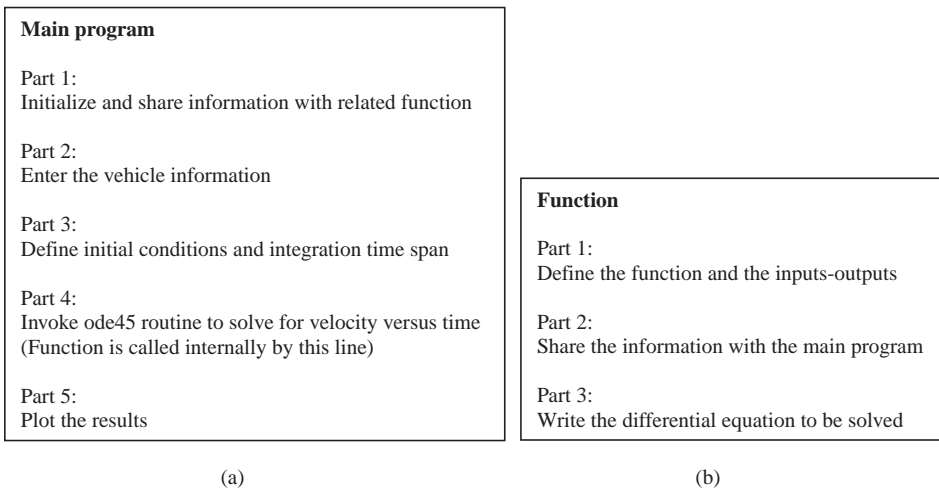 Main program
Part 1:
Initialize and share information with related function
Part 2:
Enter the vehicle information
Part 3:
Define initial conditions and integration time span
Part 4:
Invoke ode45 routine to solve for velocity versus time
(Function is called internally by this line)
Part 5:
Plot the results
(a)
Function
Part 1:
Define the function and the inputs-outputs
Part 2:
Share the information with the main program
Part 3:
Write the differential equation to be solved
(b)